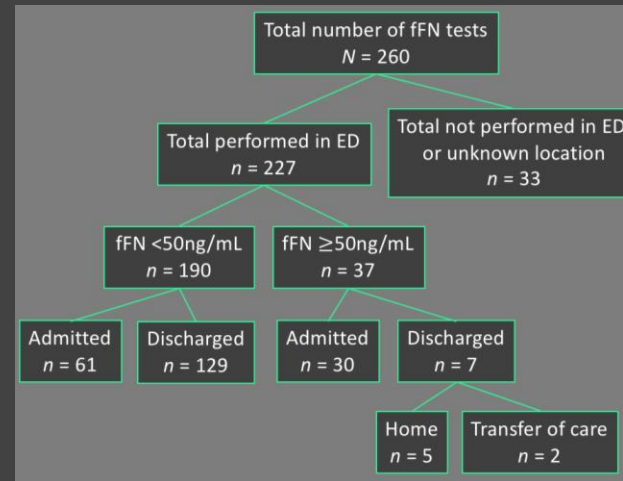 Total number of fFN tests
N = 260
Total performed in ED
n = 227
Total not performed in ED
or unknown location
n = 33
fFN <50ng/mL
n = 190
fFN ≥50ng/mL
n = 37
Admitted
n = 61
Discharged
n = 129
Admitted
n = 30
Discharged
n = 7
Home
n = 5
Transfer of care
n = 2